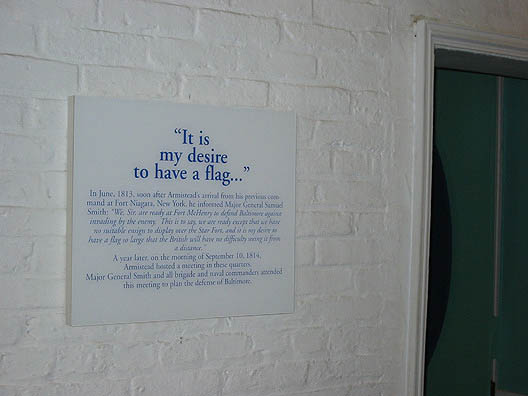 “It is
my desire
to have a flag...”
In June, 1813, soon after Armistead's arrival from his previous com-
mand at Fort Niagara, New York, he informed Major General Samuel
Smith: "We, Sir, are ready at Fort McHenry to defend Baltimore against
invading by the enemy. This is to say, we are ready except that we have
no suitable ensign to display over the Star Fort, and it is my desire to
have a flag so large that the British will have no difficulty seeing it from
a distance."
A year later, on the morning of September 10, 1814,
Armistead hosted a meeting in these quarters.
Major General Smith and all brigade and naval commanders attended
this meeting to plan the defense of Baltimore.